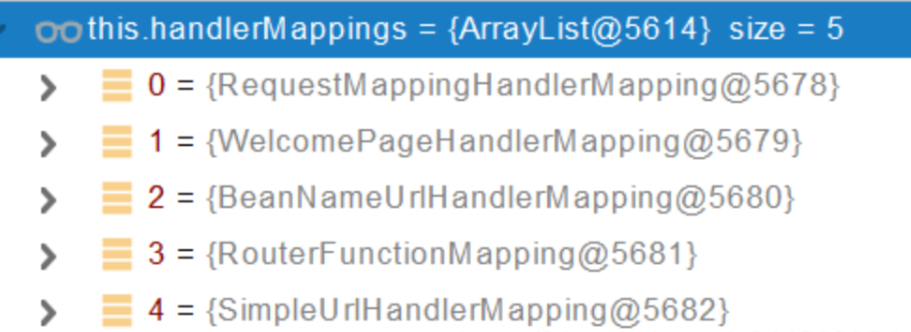 this.handlerMappings = {ArrayList@5614} size = 5
0 = {RequestMappingHandlerMapping@5678}
1 = {WelcomePageHandlerMapping@5679}
2 = {BeanNameUrlHandlerMapping@5680}
3 = {RouterFunctionMapping@5681}
4 = {SimpleUrlHandlerMapping@5682}